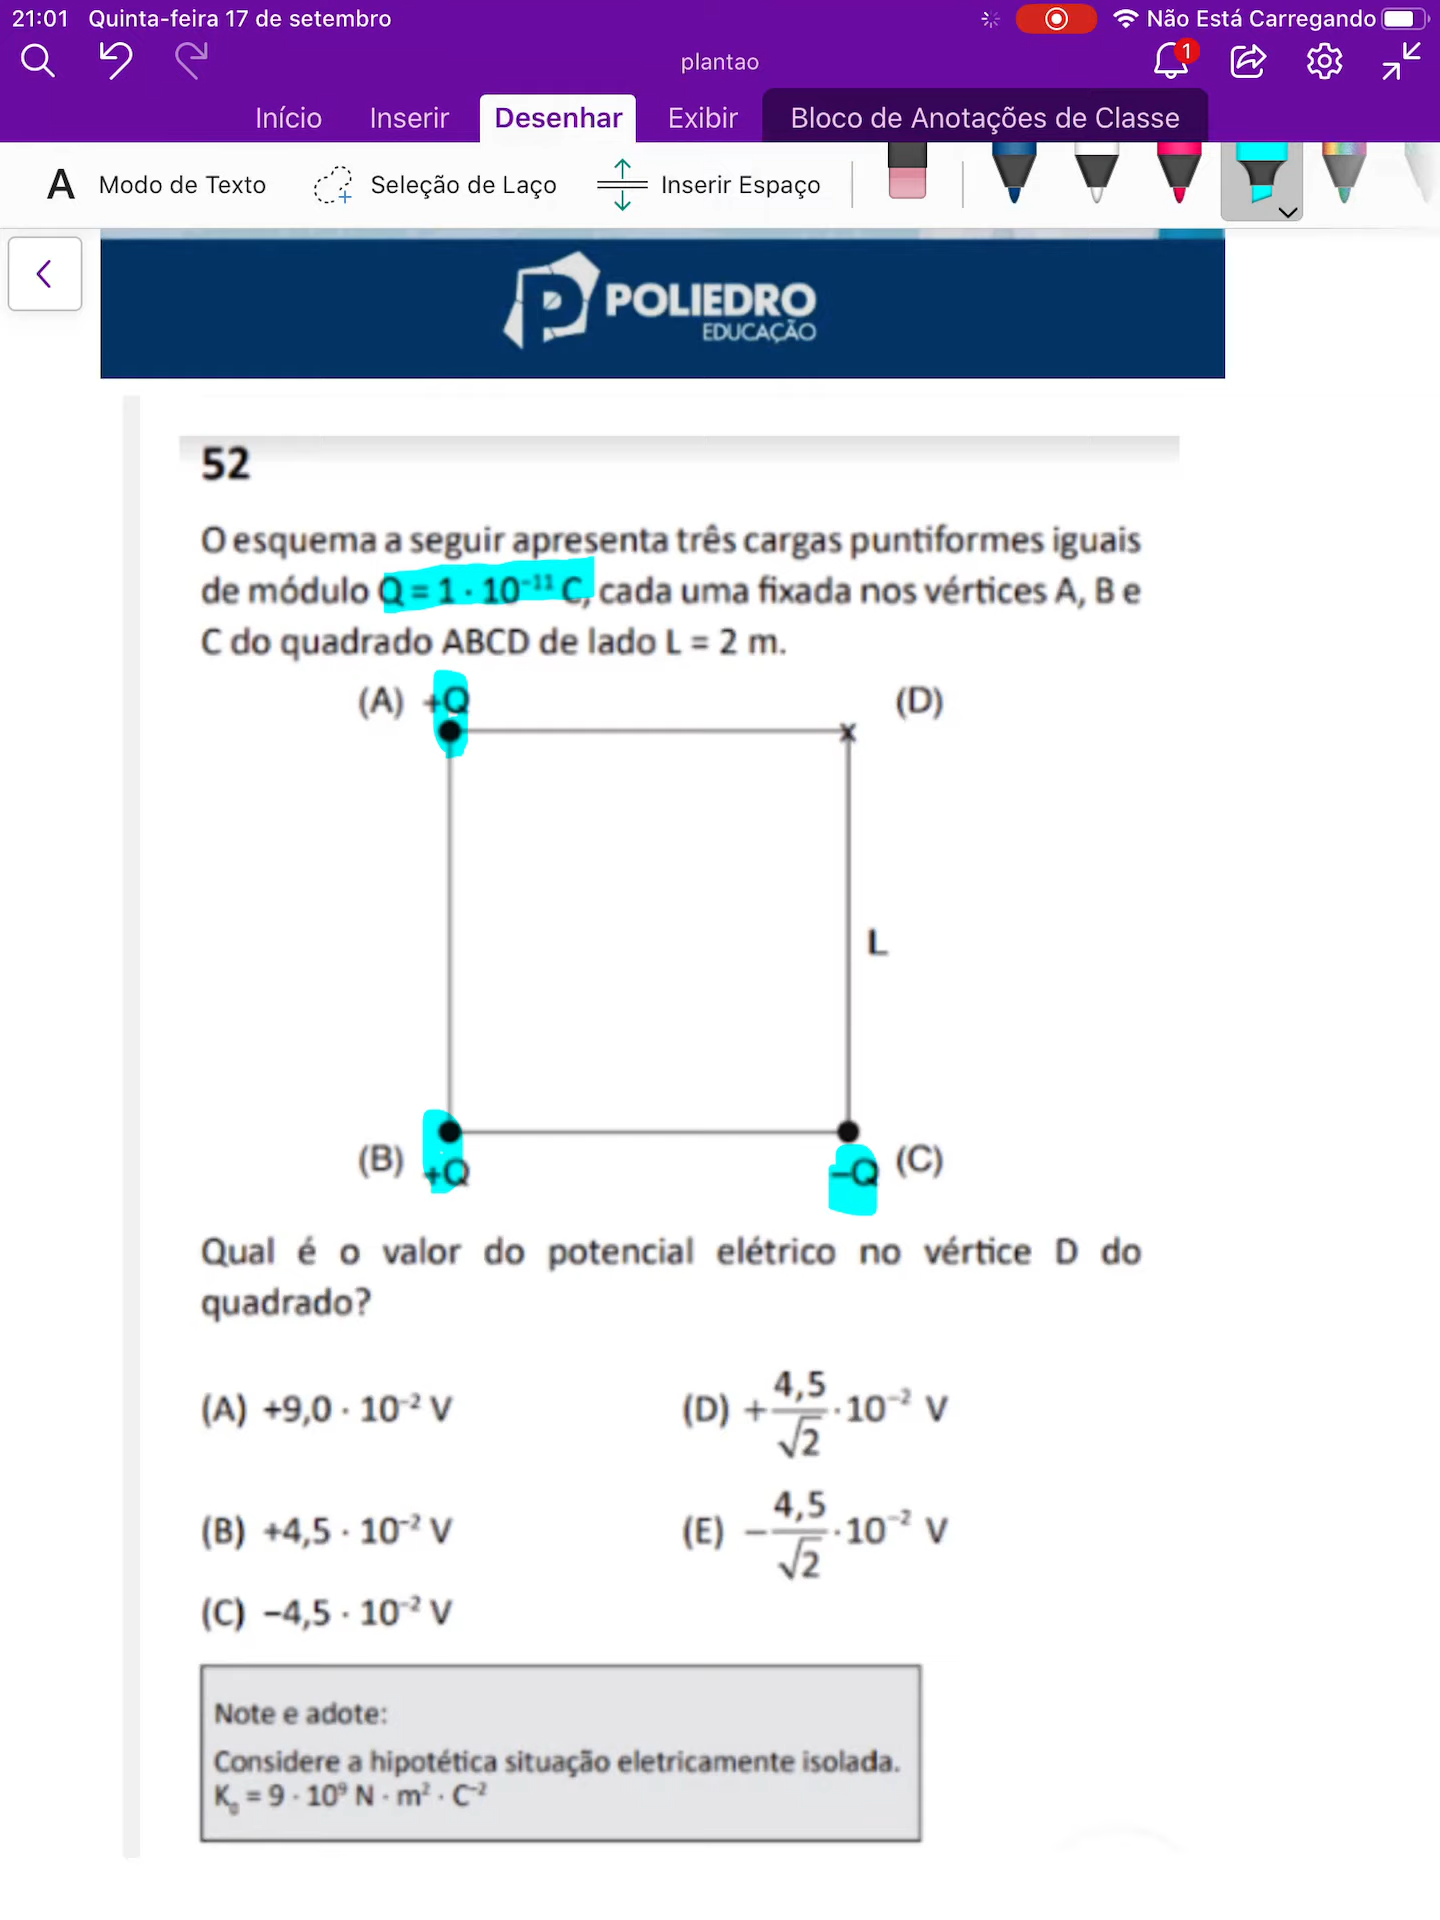 21:01 Quinta-feira 17 de setembro
Não Está Carregando
plantao
1
Início Inserir Desenhar Exibir Bloco de Anotações de Classe
A Modo de Texto Seleção de Laço Inserir Espaço
POLIEDRO
EDUCAÇÃO
52
O esquema a seguir apresenta três cargas puntiformes iguais
de módulo Q = 1 · 10⁻¹¹ C, cada uma fixada nos vértices A, B e
C do quadrado ABCD de lado L = 2 m.
(A) +Q (D)
x
L
(B) +Q –Q (C)
Qual é o valor do potencial elétrico no vértice D do
quadrado?
(A) +9,0 · 10⁻² V
(B) +4,5 · 10⁻² V
(C) –4,5 · 10⁻² V
(D) + 4,5/√2 · 10⁻² V
(E) – 4,5/√2 · 10⁻² V
Note e adote:
Considere a hipotética situação eletricamente isolada.
K₀ = 9 · 10⁹ N · m² · C⁻²